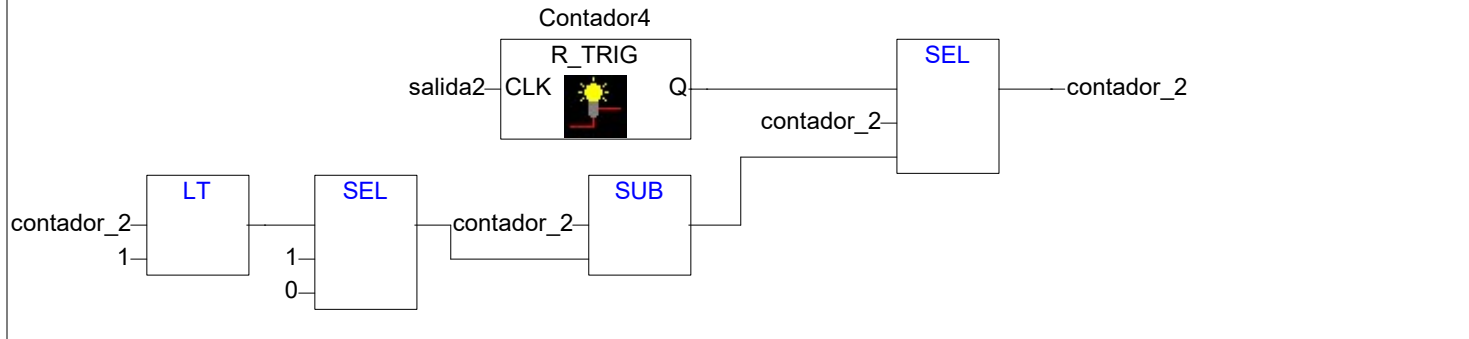 Contador4
R_TRIG
SEL
salida2 CLK Q contador_2
contador_2
LT SEL SUB
contador_2 contador_2
1 1
0